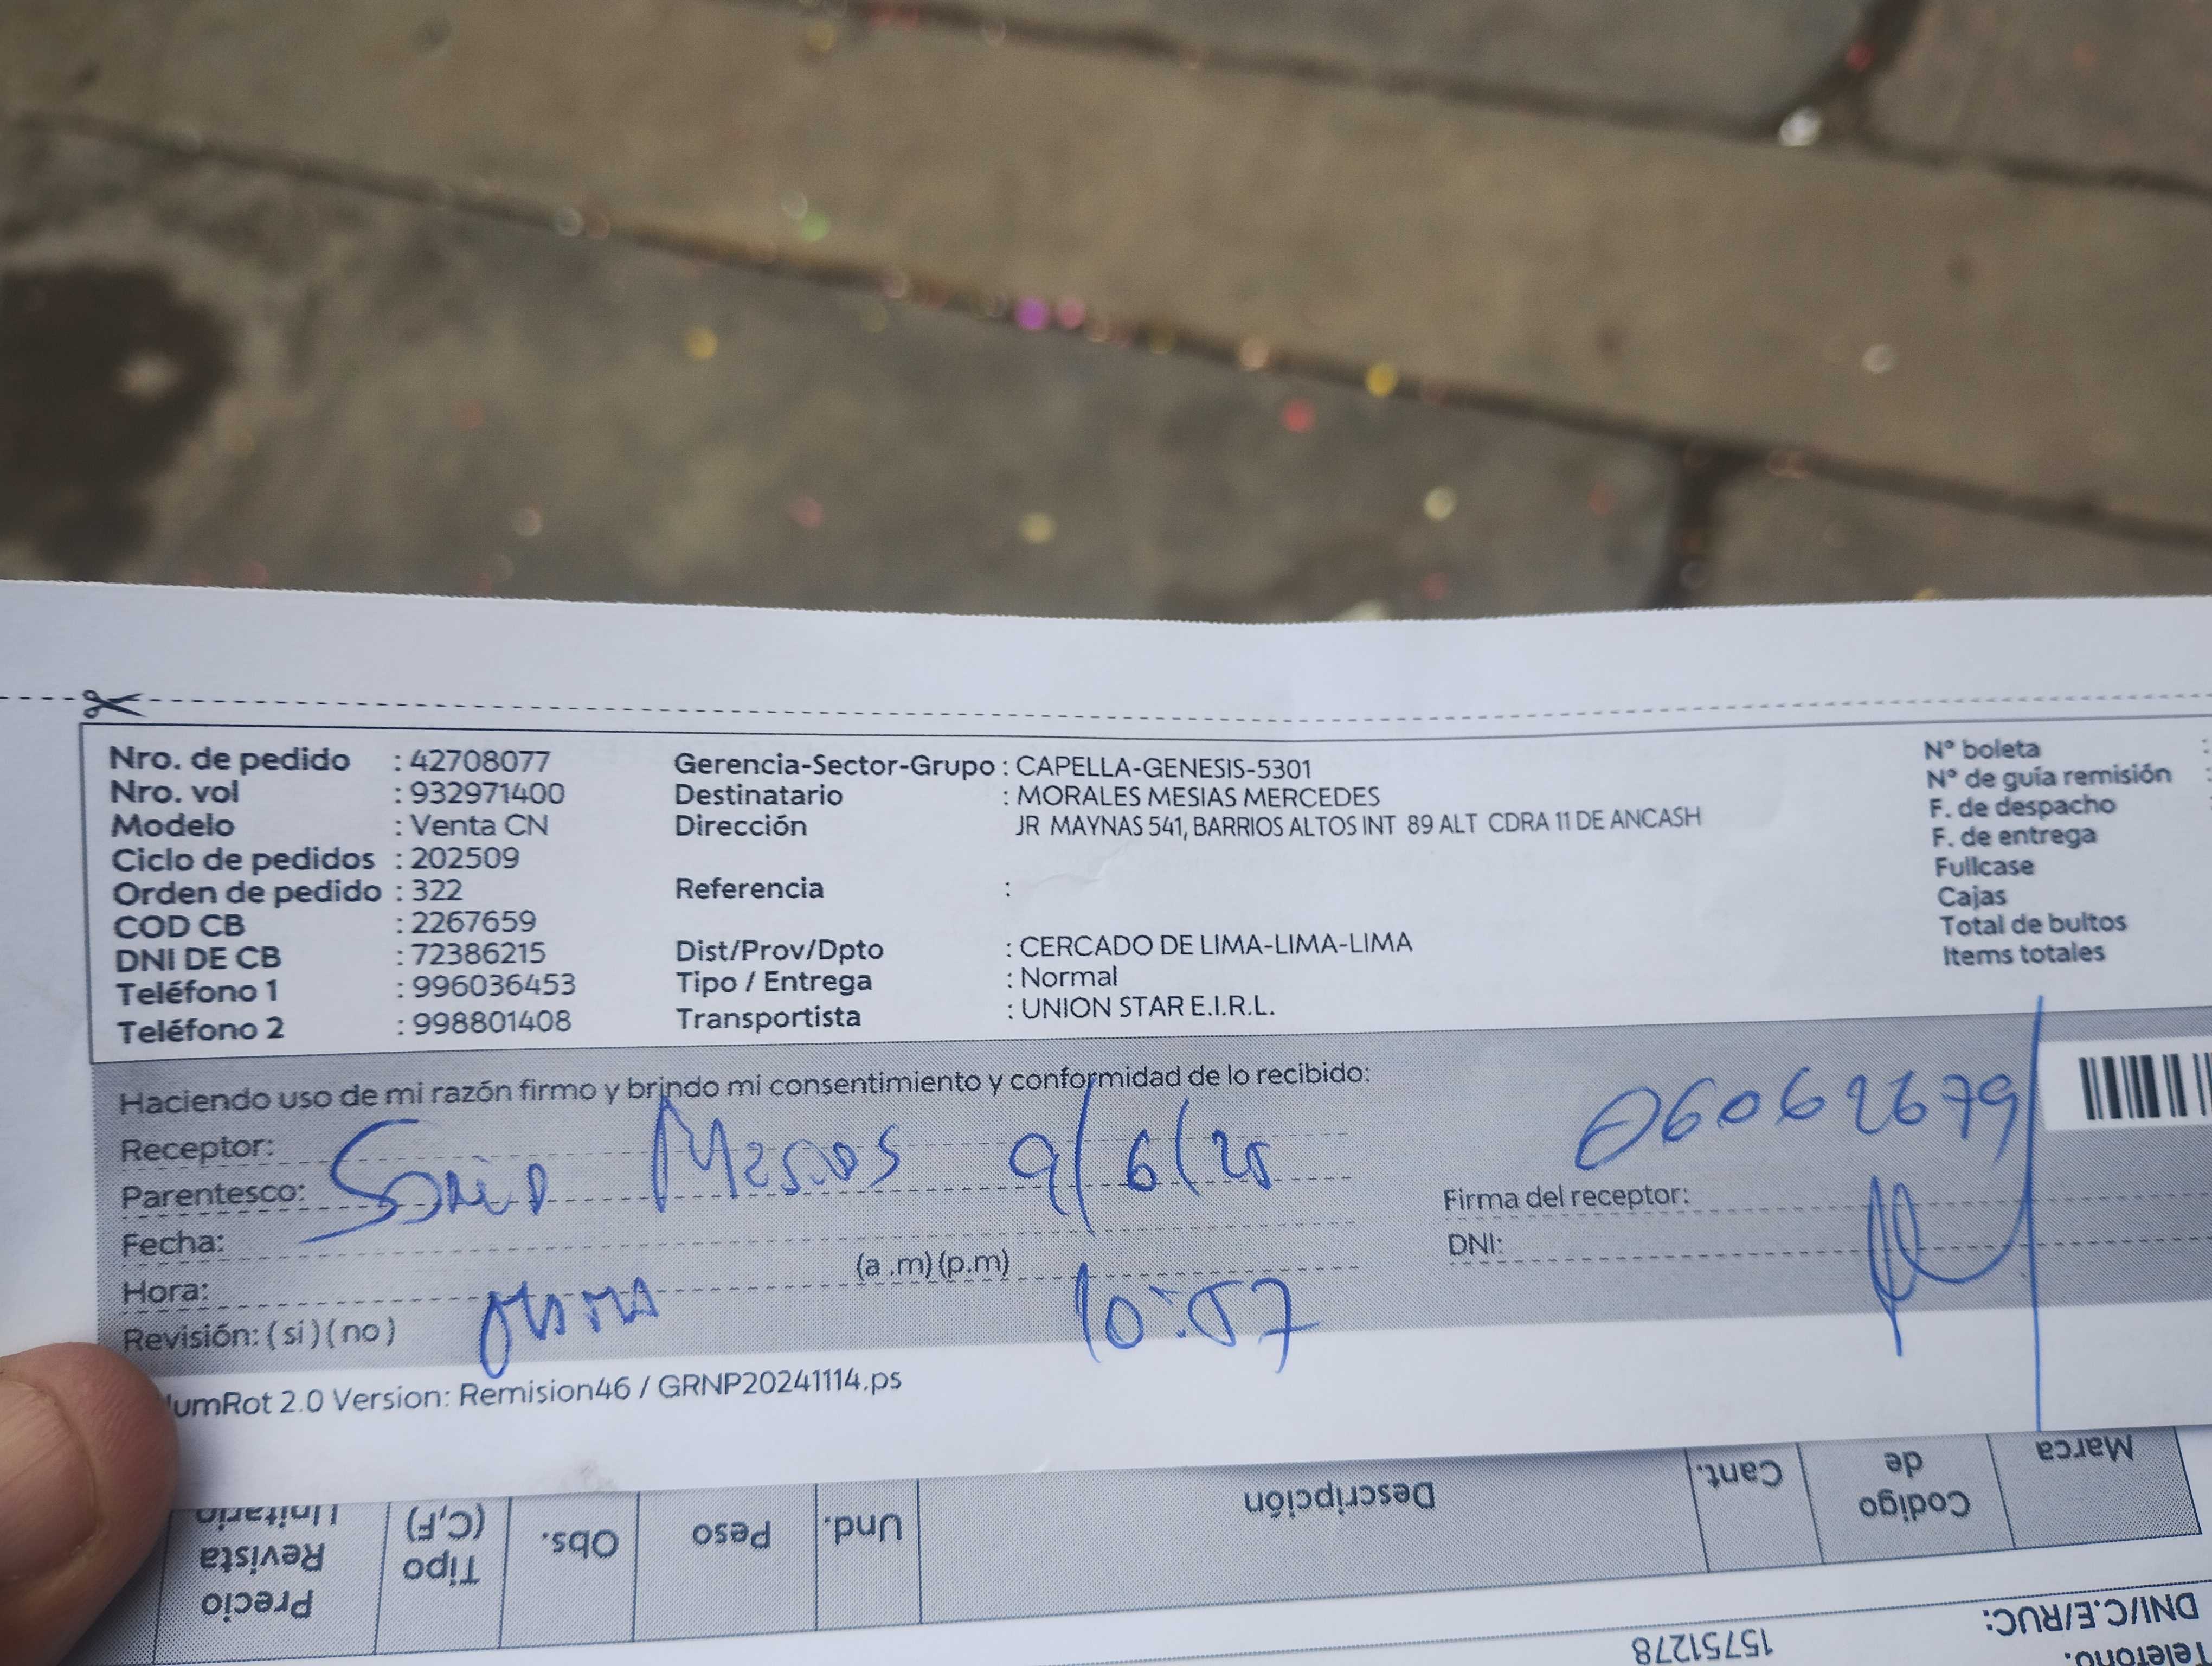 Nro. de pedido : 42708077
Nro. vol : 932971400
Modelo : Venta CN
Ciclo de pedidos : 202509
Orden de pedido : 322
COD CB : 2267659
DNI DE CB : 72386215
Teléfono 1 : 996036453
Teléfono 2 : 998801408
Gerencia-Sector-Grupo : CAPELLA-GENESIS-5301
Destinatario : MORALES MESIAS MERCEDES
Dirección JR MAYNAS 541, BARRIOS ALTOS INT 89 ALT CDRA 11 DE ANCASH
Referencia :
Dist/Prov/Dpto : CERCADO DE LIMA-LIMA-LIMA
Tipo / Entrega : Normal
Transportista : UNION STAR E.I.R.L.
N° boleta :
N° de guía remisión :
F. de despacho
F. de entrega
Fullcase
Cajas
Total de bultos
Items totales
Haciendo uso de mi razón firmo y brindo mi consentimiento y conformidad de lo recibido:
Receptor:
Parentesco:
9/6/25
Fecha:
Hora: (a .m)(p.m)
10:57
Revisión: (si)(no)
Firma del receptor:
DNI:
umRot 2.0 Version: Remision46 / GRNP20241114.ps
Marca
Codigo de
Cant.
Descripción
Und.
Peso
Obs.
Tipo (C,F)
Precio Revista Unitario
DNI/C.E/RUC:
15751278
Teléfono: